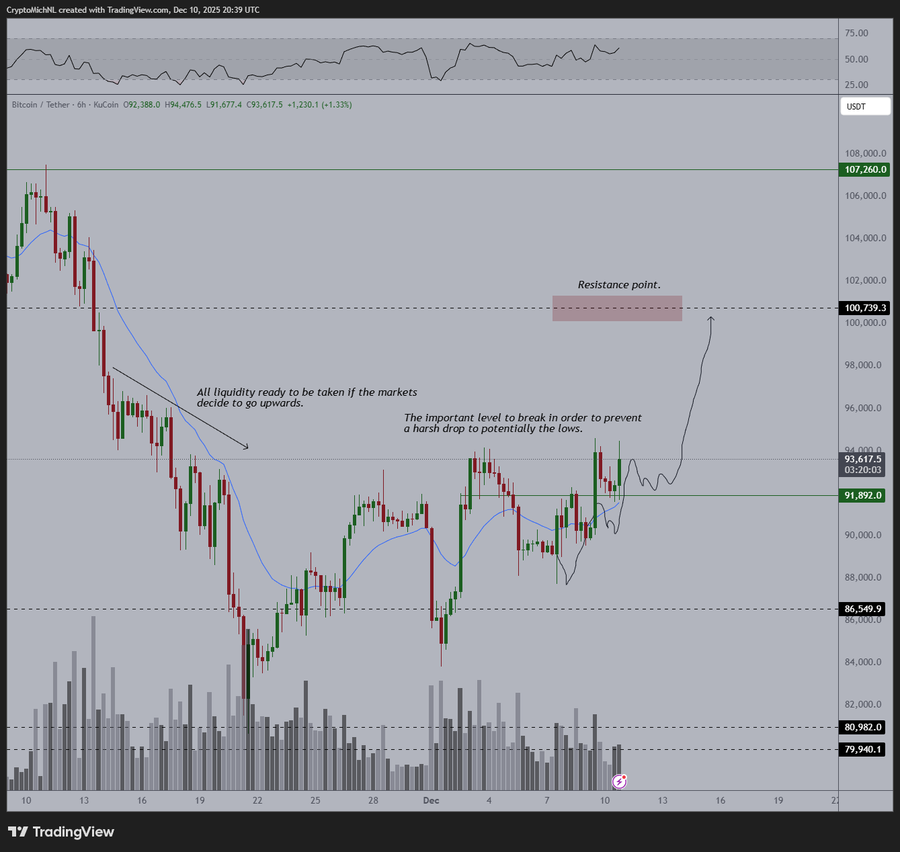 CryptoMichNL created with TradingView.com, Dec 10, 2025 20:39 UTC
75.00
50.00
25.00
Bitcoin / Tether · 6h · KuCoin O92,388.0 H94,476.5 L91,677.4 C93,617.5 +1,230.1 (+1.33%)
USDT
108,000.0
107,260.0
106,000.0
104,000.0
102,000.0
Resistance point.
100,739.3
100,000.0
98,000.0
All liquidity ready to be taken if the markets
decide to go upwards.
96,000.0
The important level to break in order to prevent
a harsh drop to potentially the lows.
94,000.0
93,617.5
03:20:03
91,892.0
90,000.0
88,000.0
86,549.9
86,000.0
84,000.0
82,000.0
80,982.0
79,940.1
10 13 16 19 22 25 28 Dec 4 7 10 13 16 19
TradingView